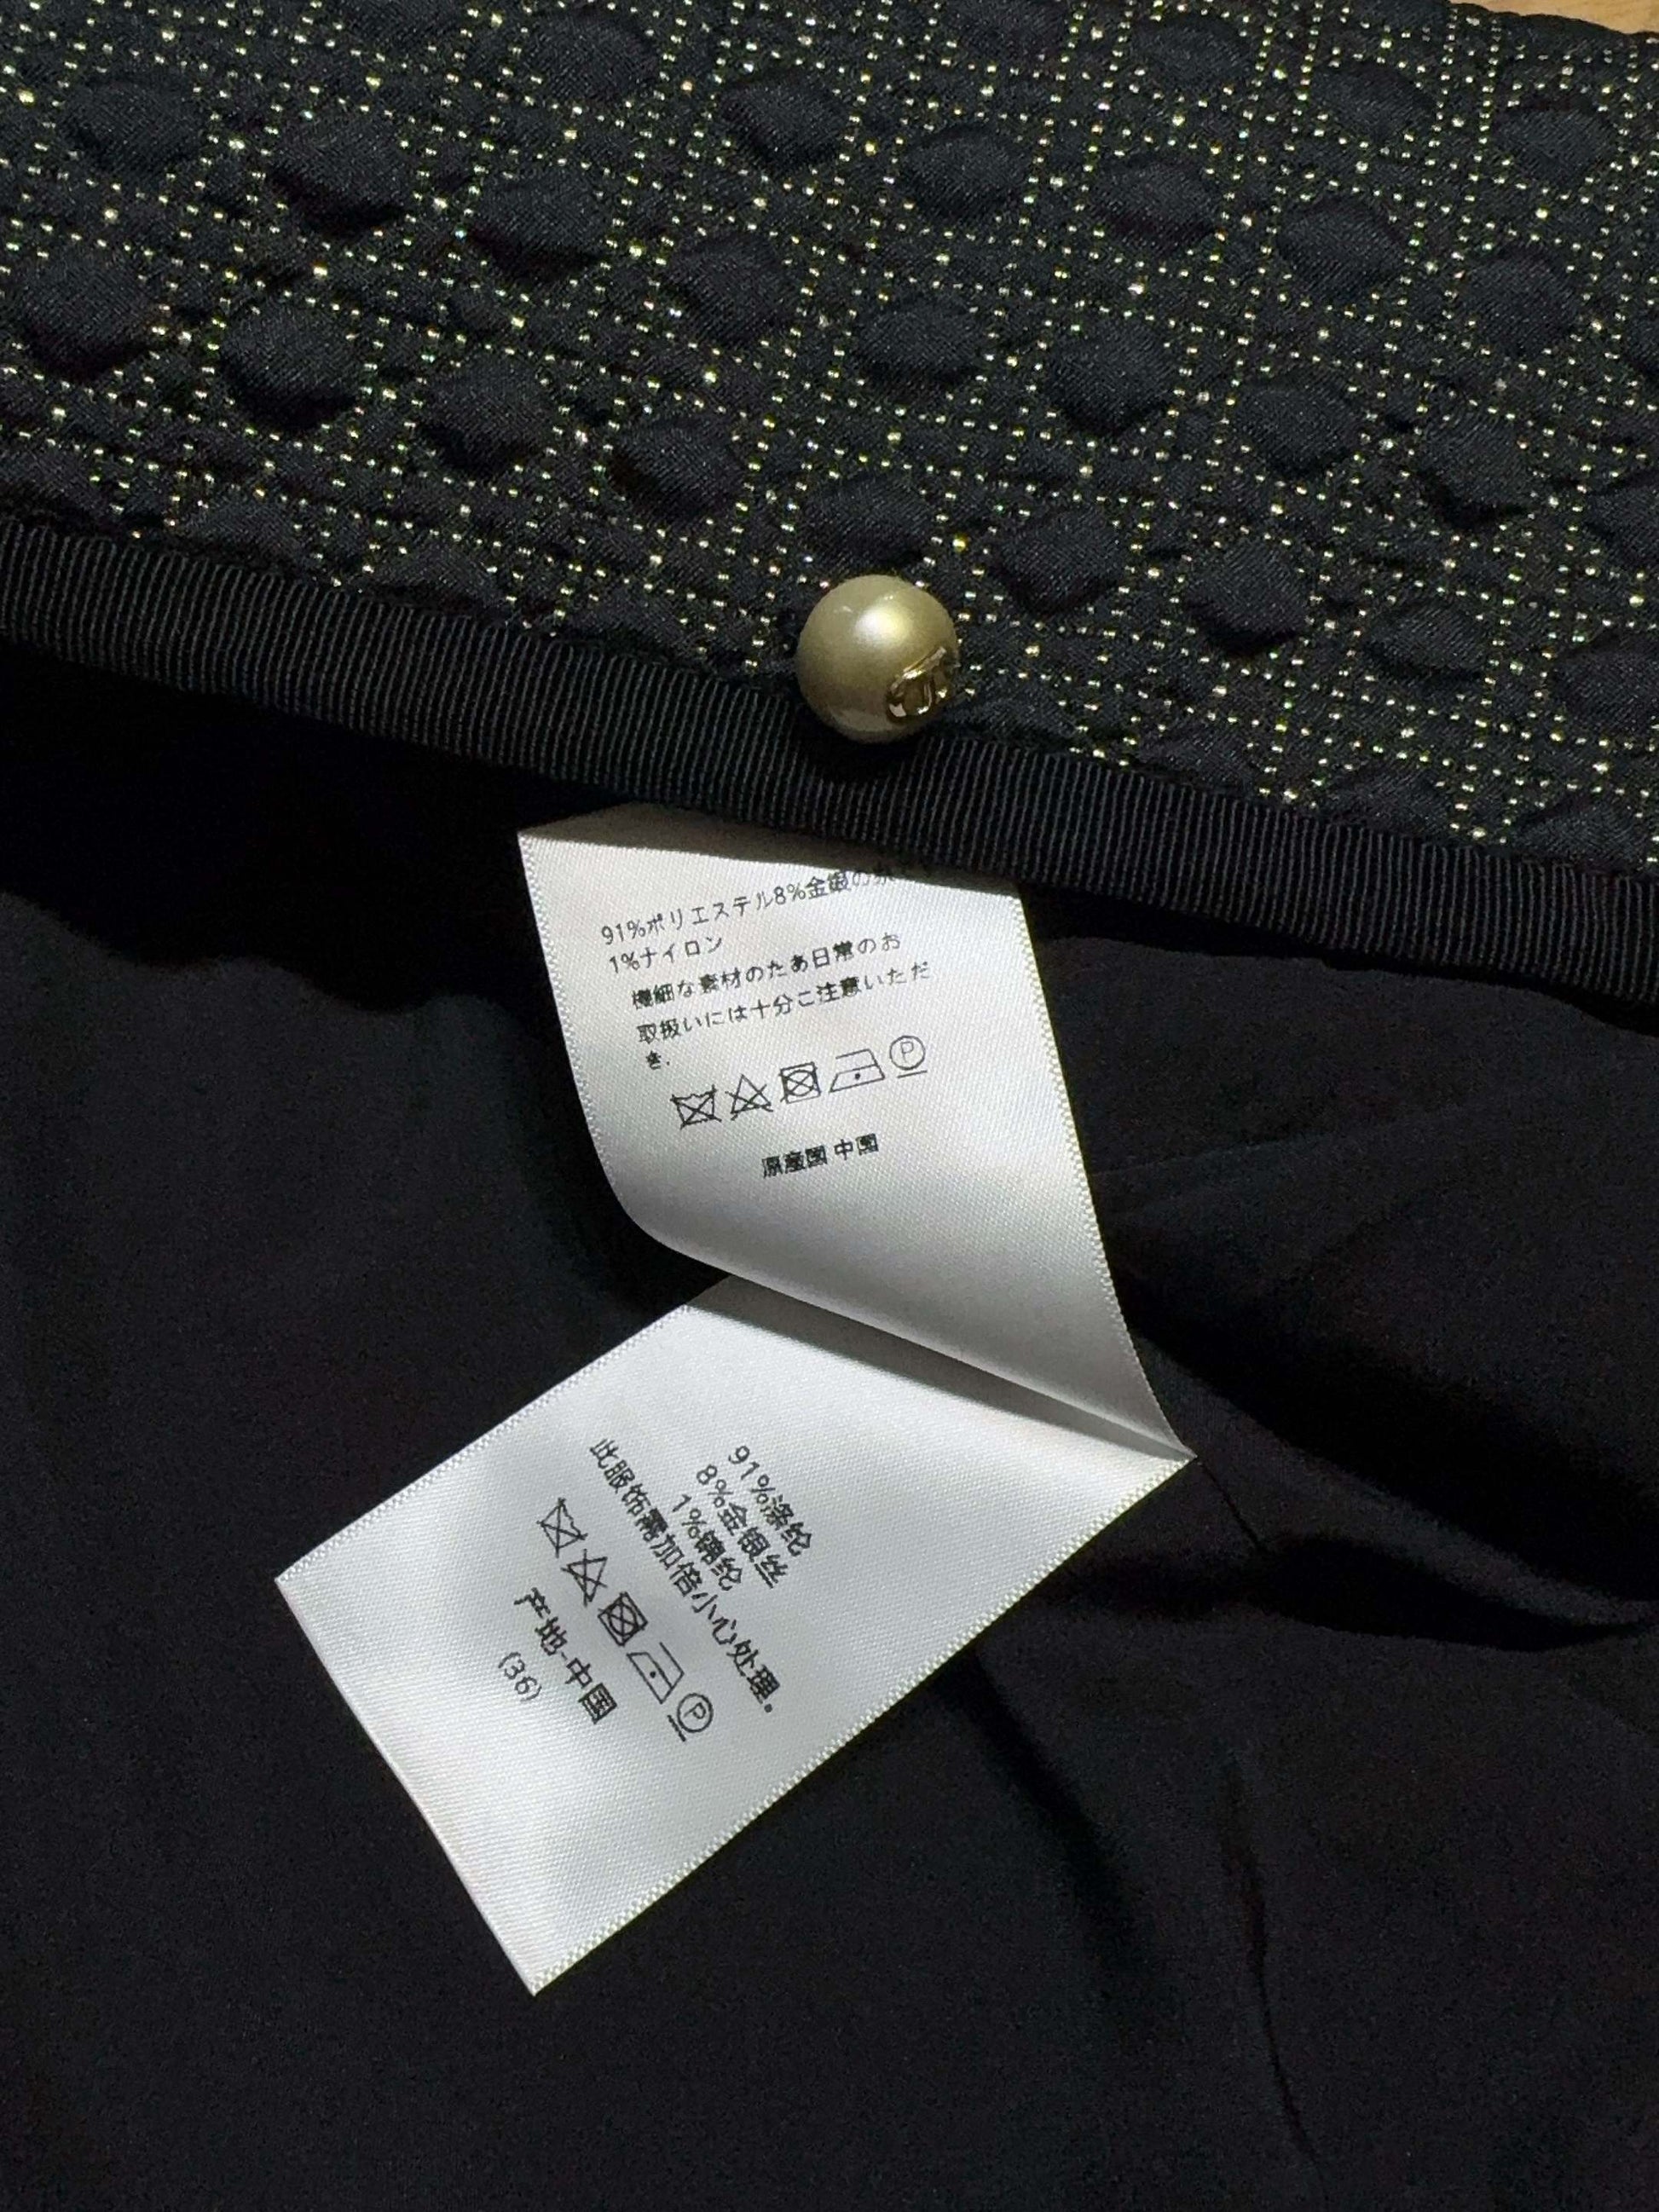 91%ポリエステル8%金銀の糸
1%ナイロン
機細な素材のたあ日常のお
取扱いには十分こ注意いただ
き.
P
原産国 中国
91%涤纶
8%金银丝
1%锦纶
此服饰需加倍小心处理。
P
产地-中国
(36)